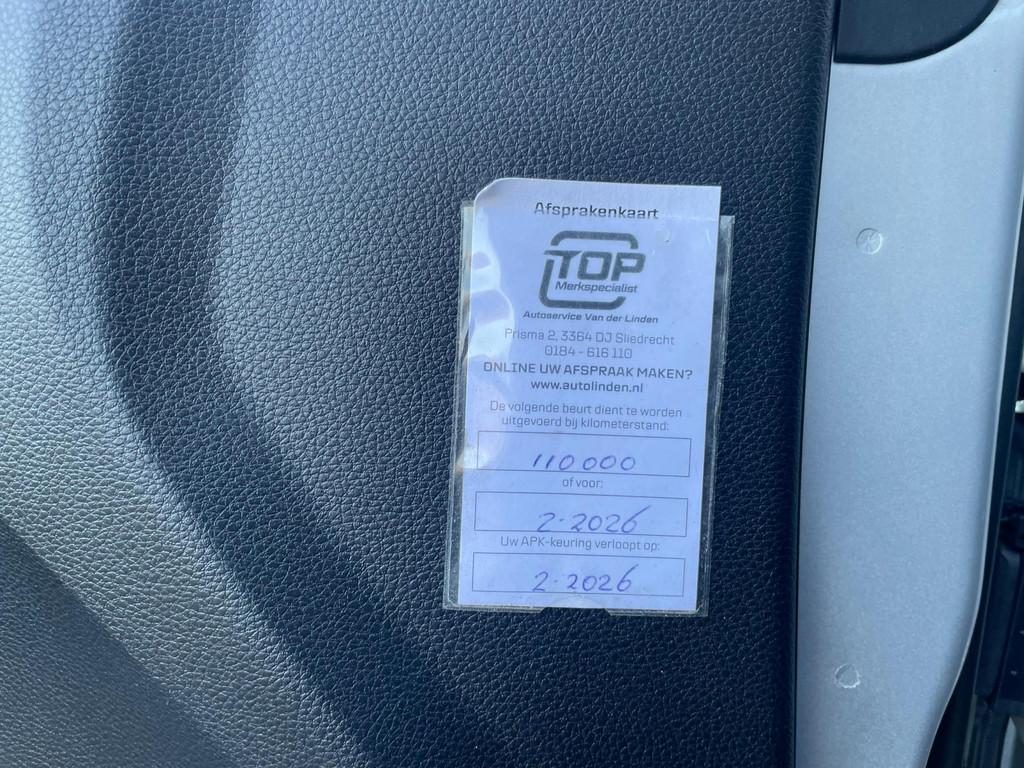 Afsprakenkaart
TOP
Merkspecialist
Autoservice Van der Linden
Prisma 2, 3364 DJ Sliedrecht
0184 - 616 110
ONLINE UW AFSPRAAK MAKEN?
www.autolinden.nl
De volgende beurt dient te worden
uitgevoerd bij kilometerstand:
110 000
of voor:
2-2026
Uw APK-keuring verloopt op:
2-2026